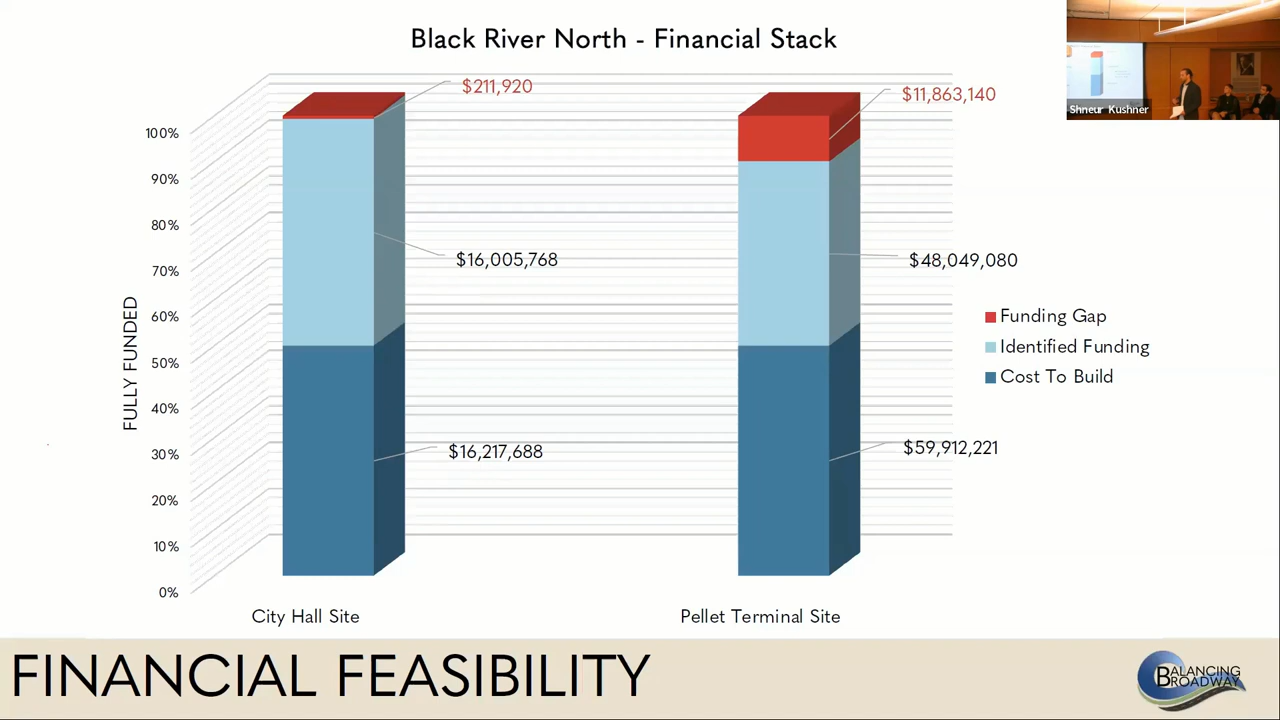 Black River North - Financial Stack
Shneur Kushner
FULLY FUNDED
100%
90%
80%
70%
60%
50%
40%
30%
20%
10%
0%
$211,920
$16,005,768
$16,217,688
$11,863,140
$48,049,080
$59,912,221
Funding Gap
Identified Funding
Cost To Build
City Hall Site
Pellet Terminal Site
FINANCIAL FEASIBILITY
BALANCING
BROADWAY